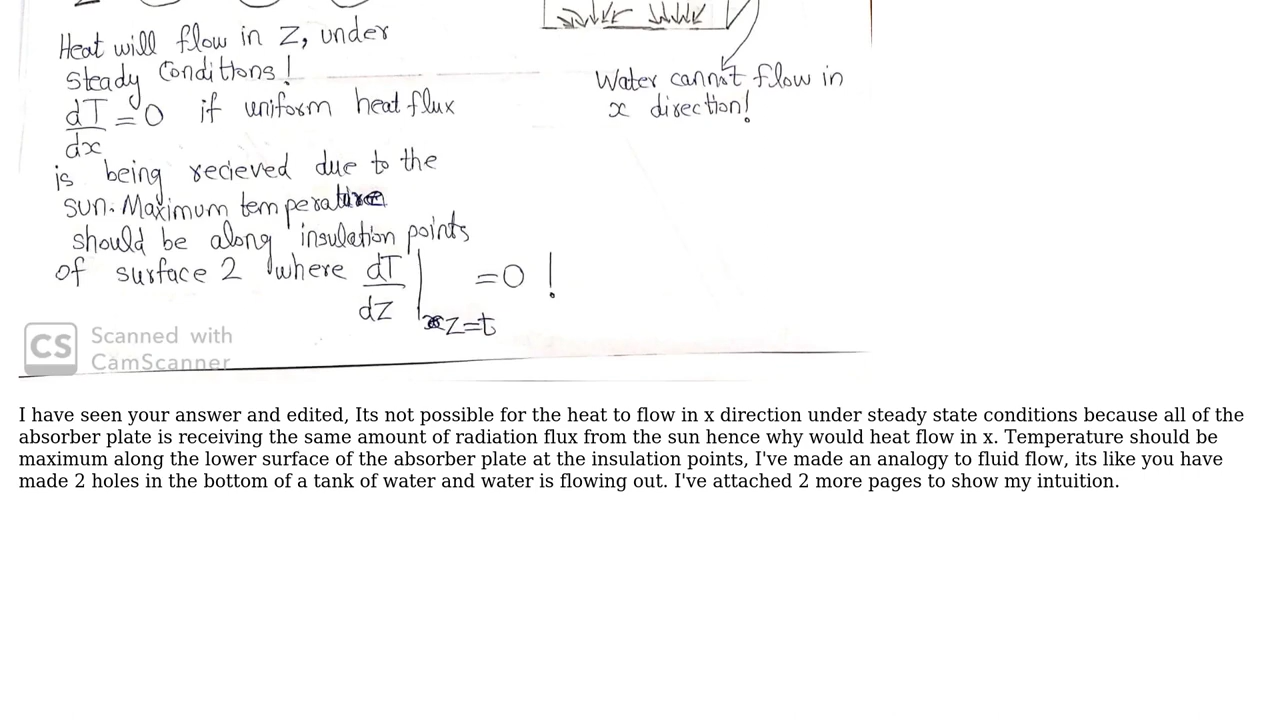 Heat will flow in Z, under
steady Conditions!
dT/dx = 0 if uniform heat flux
is being recieved due to the
sun. Maximum temperature
should be along insulation points
of surface 2 where dT/dZ | Z=t = 0 !
Water cannot flow in
x direction!
CS Scanned with
CamScanner
I have seen your answer and edited, Its not possible for the heat to flow in x direction under steady state conditions because all of the
absorber plate is receiving the same amount of radiation flux from the sun hence why would heat flow in x. Temperature should be
maximum along the lower surface of the absorber plate at the insulation points, I've made an analogy to fluid flow, its like you have
made 2 holes in the bottom of a tank of water and water is flowing out. I've attached 2 more pages to show my intuition.